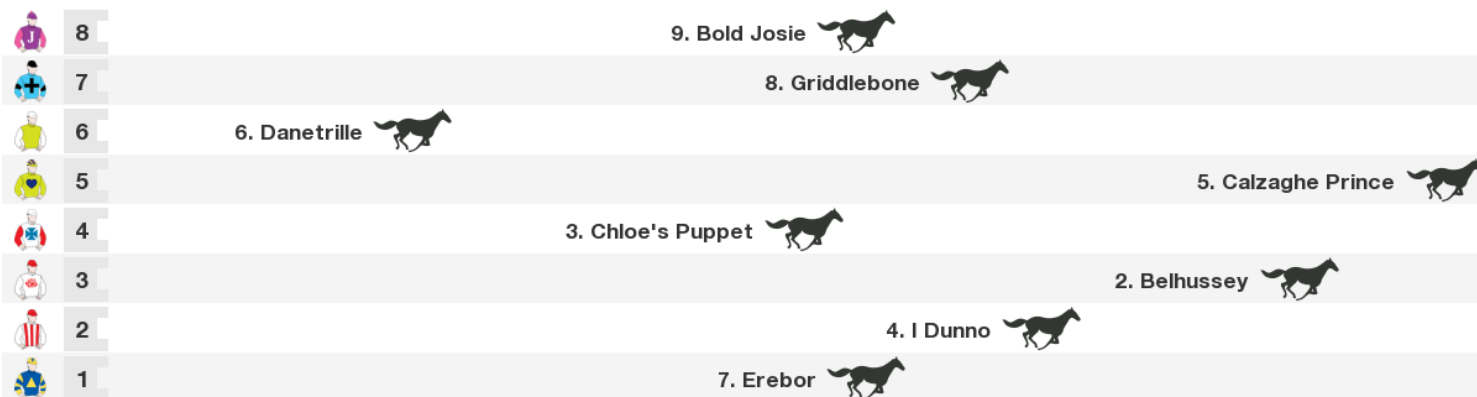 J
8 9. Bold Josie
7 8. Griddlebone
6 6. Danetrille
5 5. Calzaghe Prince
4 3. Chloe's Puppet
3 2. Belhussey
2 4. I Dunno
1 7. Erebor